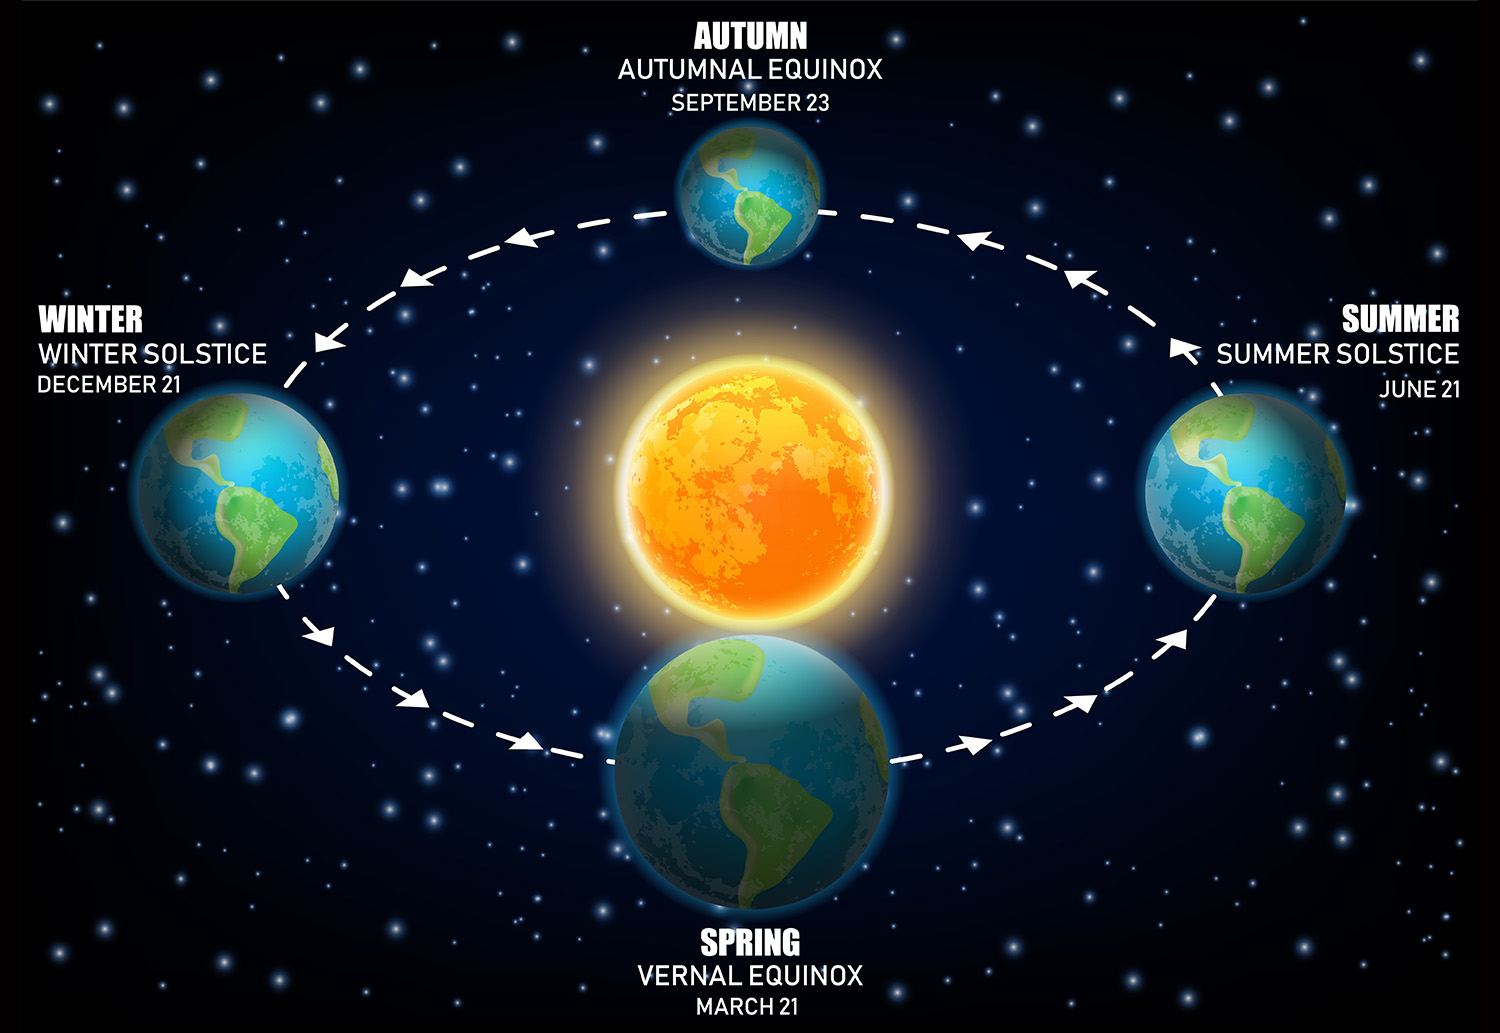 AUTUMN
AUTUMNAL EQUINOX
SEPTEMBER 23
WINTER
WINTER SOLSTICE
DECEMBER 21
SUMMER
SUMMER SOLSTICE
JUNE 21
SPRING
VERNAL EQUINOX
MARCH 21